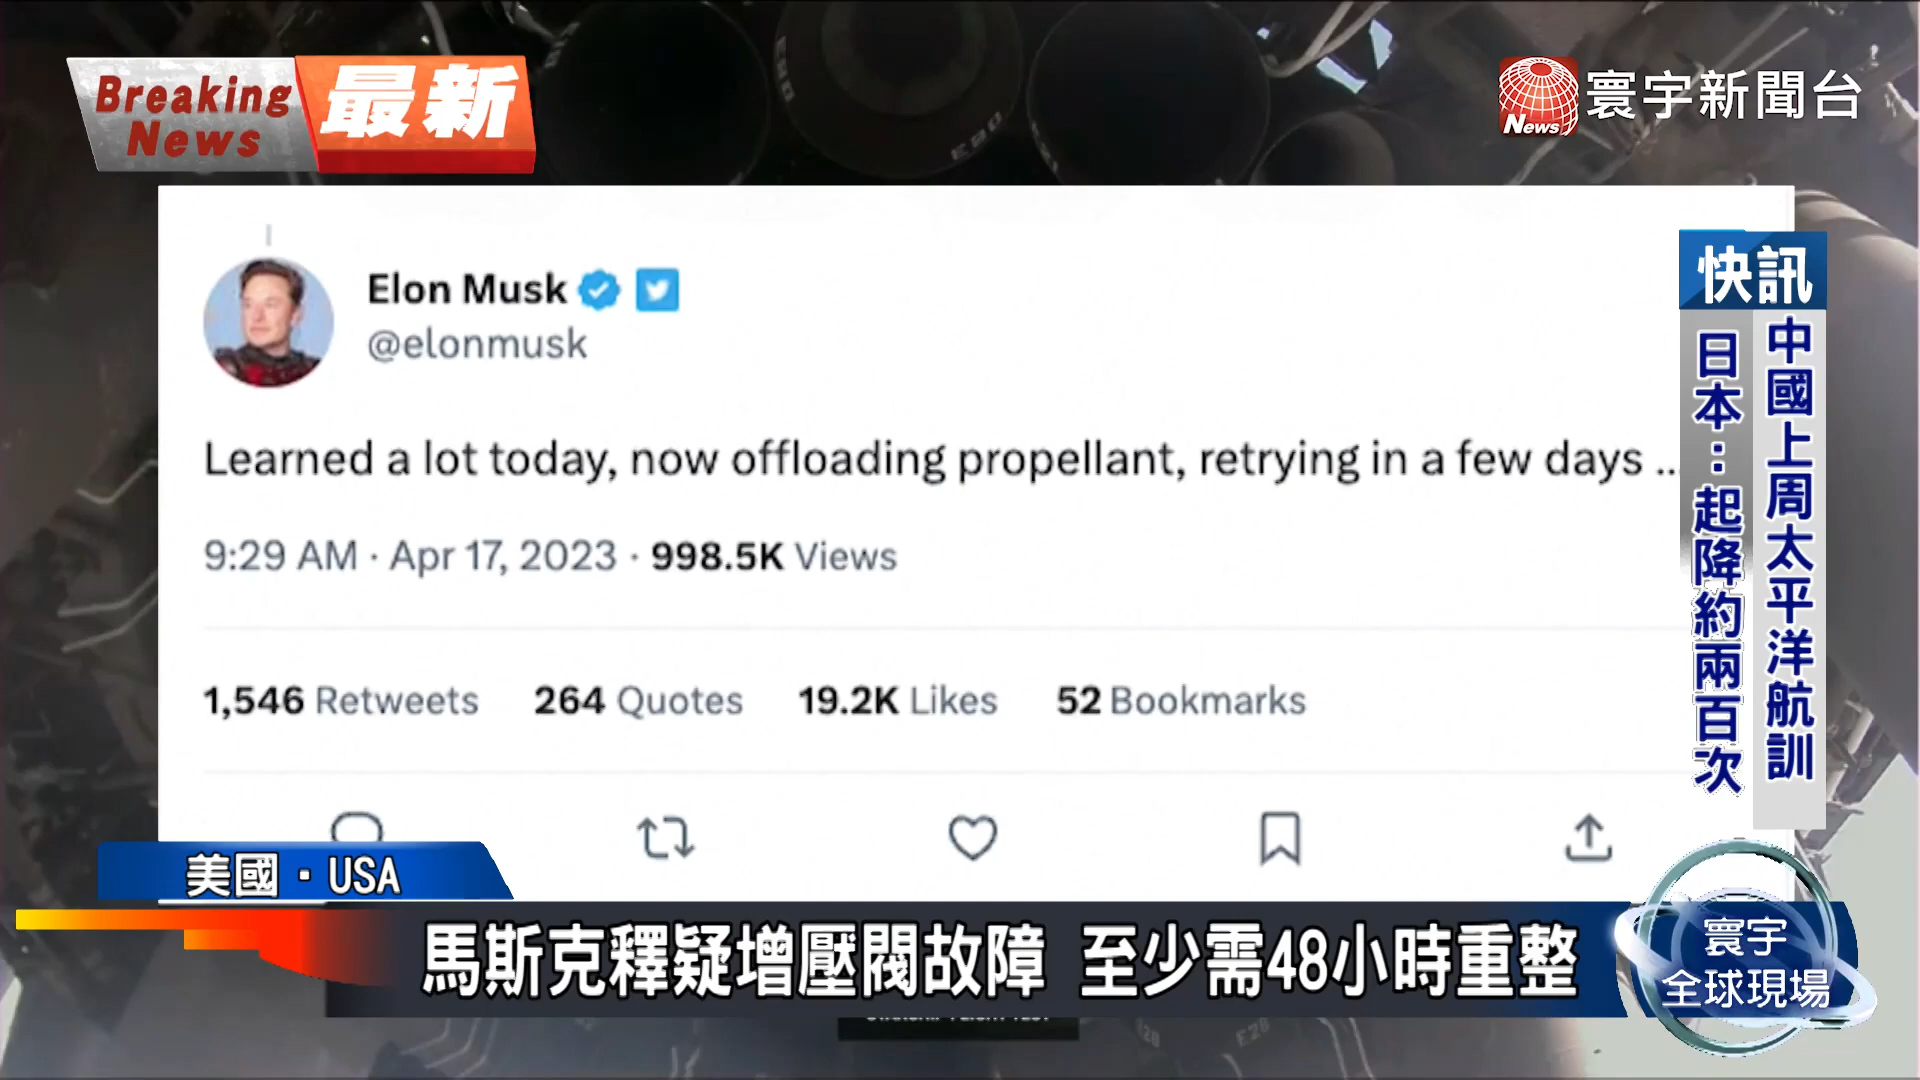 Breaking
News
最新
News
寰宇新聞台
Elon Musk
@elonmusk
Learned a lot today, now offloading propellant, retrying in a few days ...
9:29 AM · Apr 17, 2023 · 998.5K Views
1,546 Retweets 264 Quotes 19.2K Likes 52 Bookmarks
快訊
中國上周太平洋航訓
日本：起降約兩百次
美國·USA
馬斯克釋疑增壓閥故障 至少需48小時重整
寰宇
全球現場